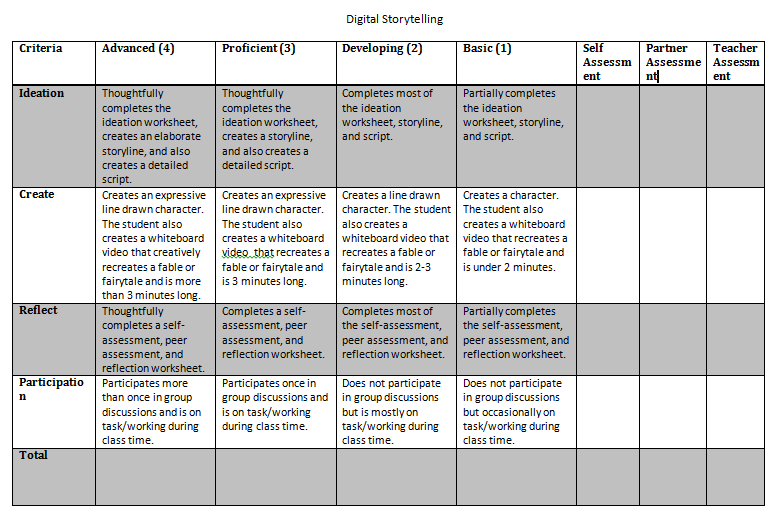 Digital Storytelling
Criteria
Advanced (4)
Proficient (3)
Developing (2)
Basic (1)
Self
Assessm
ent
Partner
Assessme
nt
Teacher
Assessm
ent
Ideation
Thoughtfully
completes the
ideation worksheet,
creates an elaborate
storyline, and also
creates a detailed
script.
Thoughtfully
completes the
ideation worksheet,
creates a storyline,
and also creates a
detailed script.
Completes most of
the ideation
worksheet, storyline,
and script.
Partially completes
the ideation
worksheet, storyline,
and script.
Create
Creates an expressive
line drawn character.
The student also
creates a whiteboard
video that creatively
recreates a fable or
fairytale and is more
than 3 minutes long.
Creates an expressive
line drawn character.
The student also
creates a whiteboard
video that recreates a
fable or fairytale and
is 3 minutes long.
Creates a line drawn
character. The student
also creates a
whiteboard video that
recreates a fable or
fairytale and is 2-3
minutes long.
Creates a character.
The student also
creates a whiteboard
video that recreates a
fable or fairytale and
is under 2 minutes.
Reflect
Thoughtfully
completes a self-
assessment, peer
assessment, and
reflection worksheet.
Completes a self-
assessment, peer
assessment, and
reflection worksheet.
Completes most of
the self-assessment,
peer assessment, and
reflection worksheet.
Partially completes
the self-assessment,
peer assessment, and
reflection worksheet.
Participatio
n
Participates more
than once in group
discussions and is on
task/working during
class time.
Participates once in
group discussions and
is on task/working
during class time.
Does not participate
in group discussions
but is mostly on
task/working during
class time.
Does not participate
in group discussions
but occasionally on
task/working during
class time.
Total